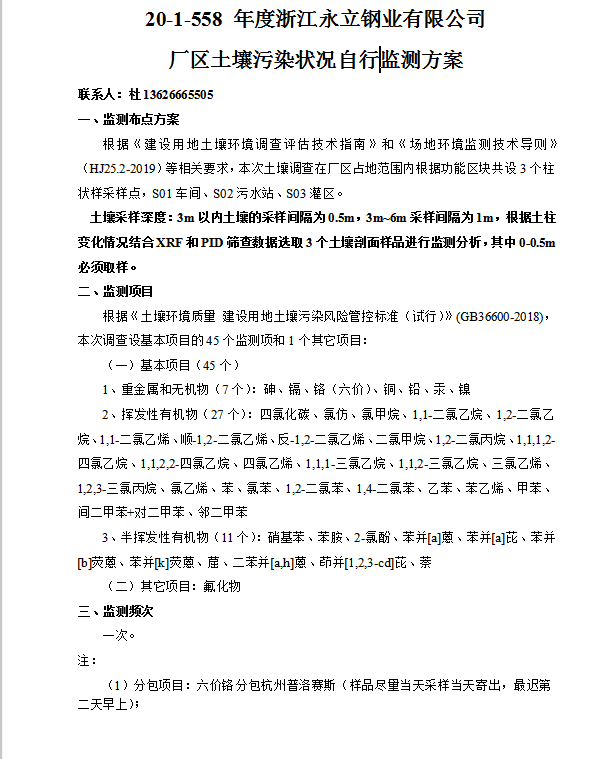 20-1-558 年度浙江永立钢业有限公司
厂区土壤污染状况自行监测方案
联系人：杜 13626665505
一、监测布点方案
根据《建设用地土壤环境调查评估技术指南》和《场地环境监测技术导则》
（HJ25.2-2019）等相关要求，本次土壤调查在厂区占地范围内根据功能区块共设 3 个柱
状样采样点，S01 车间、S02 污水站、S03 灌区。
土壤采样深度：3m 以内土壤的采样间隔为 0.5m，3m~6m 采样间隔为 1m，根据土柱
变化情况结合 XRF 和 PID 筛查数据选取 3 个土壤剖面样品进行监测分析，其中 0-0.5m
必须取样。
二、监测项目
根据《土壤环境质量 建设用地土壤污染风险管控标准（试行）》(GB36600-2018)，
本次调查设基本项目的 45 个监测项和 1 个其它项目：
（一）基本项目（45 个）
1、重金属和无机物（7 个）：砷、镉、铬（六价）、铜、铅、汞、镍
2、挥发性有机物（27 个）：四氯化碳、氯仿、氯甲烷、1,1-二氯乙烷、1,2-二氯乙
烷、1,1-二氯乙烯、顺-1,2-二氯乙烯、反-1,2-二氯乙烯、二氯甲烷、1,2-二氯丙烷、1,1,1,2-
四氯乙烷、1,1,2,2-四氯乙烷、四氯乙烯、1,1,1-三氯乙烷、1,1,2-三氯乙烷、三氯乙烯、
1,2,3-三氯丙烷、氯乙烯、苯、氯苯、1,2-二氯苯、1,4-二氯苯、乙苯、苯乙烯、甲苯、
间二甲苯+对二甲苯、邻二甲苯
3、半挥发性有机物（11 个）：硝基苯、苯胺、2-氯酚、苯并[a]蒽、苯并[a]芘、苯并
[b]荧蒽、苯并[k]荧蒽、䓛、二苯并[a,h]蒽、茚并[1,2,3-cd]芘、萘
（二）其它项目：氟化物
三、监测频次
一次。
注：
（1）分包项目：六价铬分包杭州普洛赛斯（样品尽量当天采样当天寄出，最迟第
二天早上）；